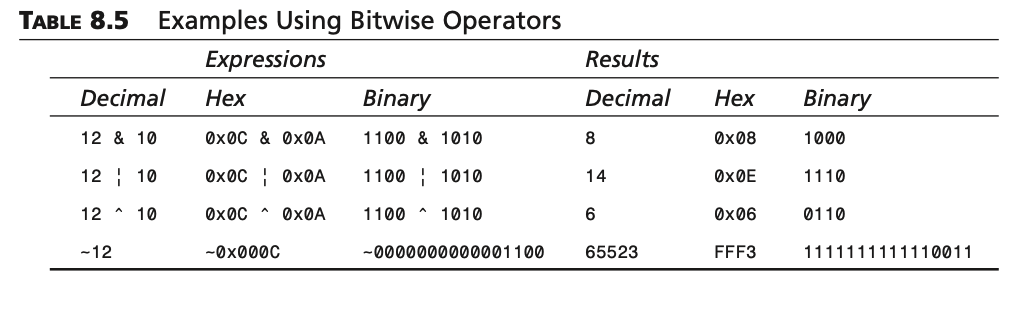 TABLE 8.5 Examples Using Bitwise Operators
Expressions Results
Decimal Hex Binary Decimal Hex Binary
12 & 10 0x0C & 0x0A 1100 & 1010 8 0x08 1000
12 ¦ 10 0x0C ¦ 0x0A 1100 ¦ 1010 14 0x0E 1110
12 ^ 10 0x0C ^ 0x0A 1100 ^ 1010 6 0x06 0110
~12 ~0x000C ~0000000000001100 65523 FFF3 1111111111110011